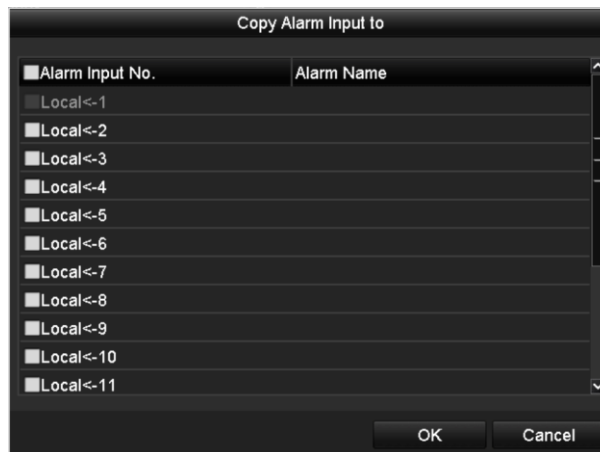 Copy Alarm Input to
Alarm Input No. Alarm Name
Local<-1
Local<-2
Local<-3
Local<-4
Local<-5
Local<-6
Local<-7
Local<-8
Local<-9
Local<-10
Local<-11
OK Cancel